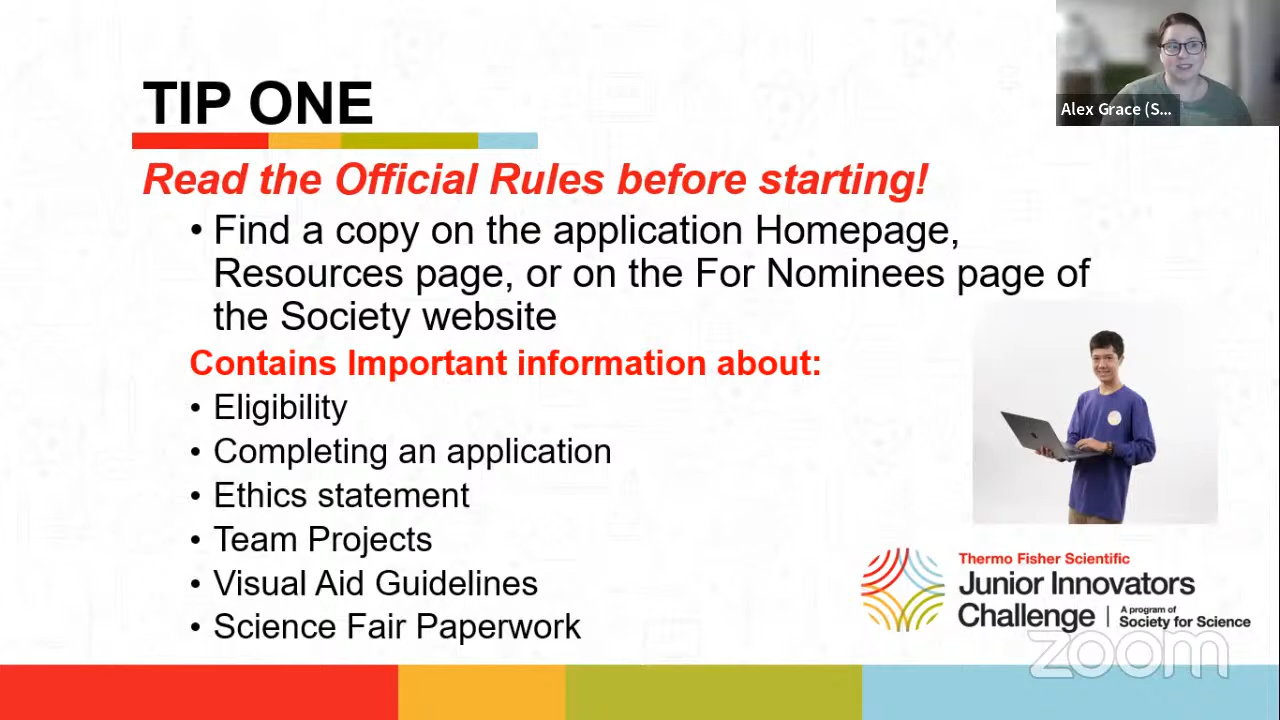 Alex Grace (S...
TIP ONE
Read the Official Rules before starting!
• Find a copy on the application Homepage,
Resources page, or on the For Nominees page of
the Society website
Contains Important information about:
• Eligibility
• Completing an application
• Ethics statement
• Team Projects
• Visual Aid Guidelines
• Science Fair Paperwork
Thermo Fisher Scientific
Junior Innovators
Challenge
A program of
Society for Science
zoom